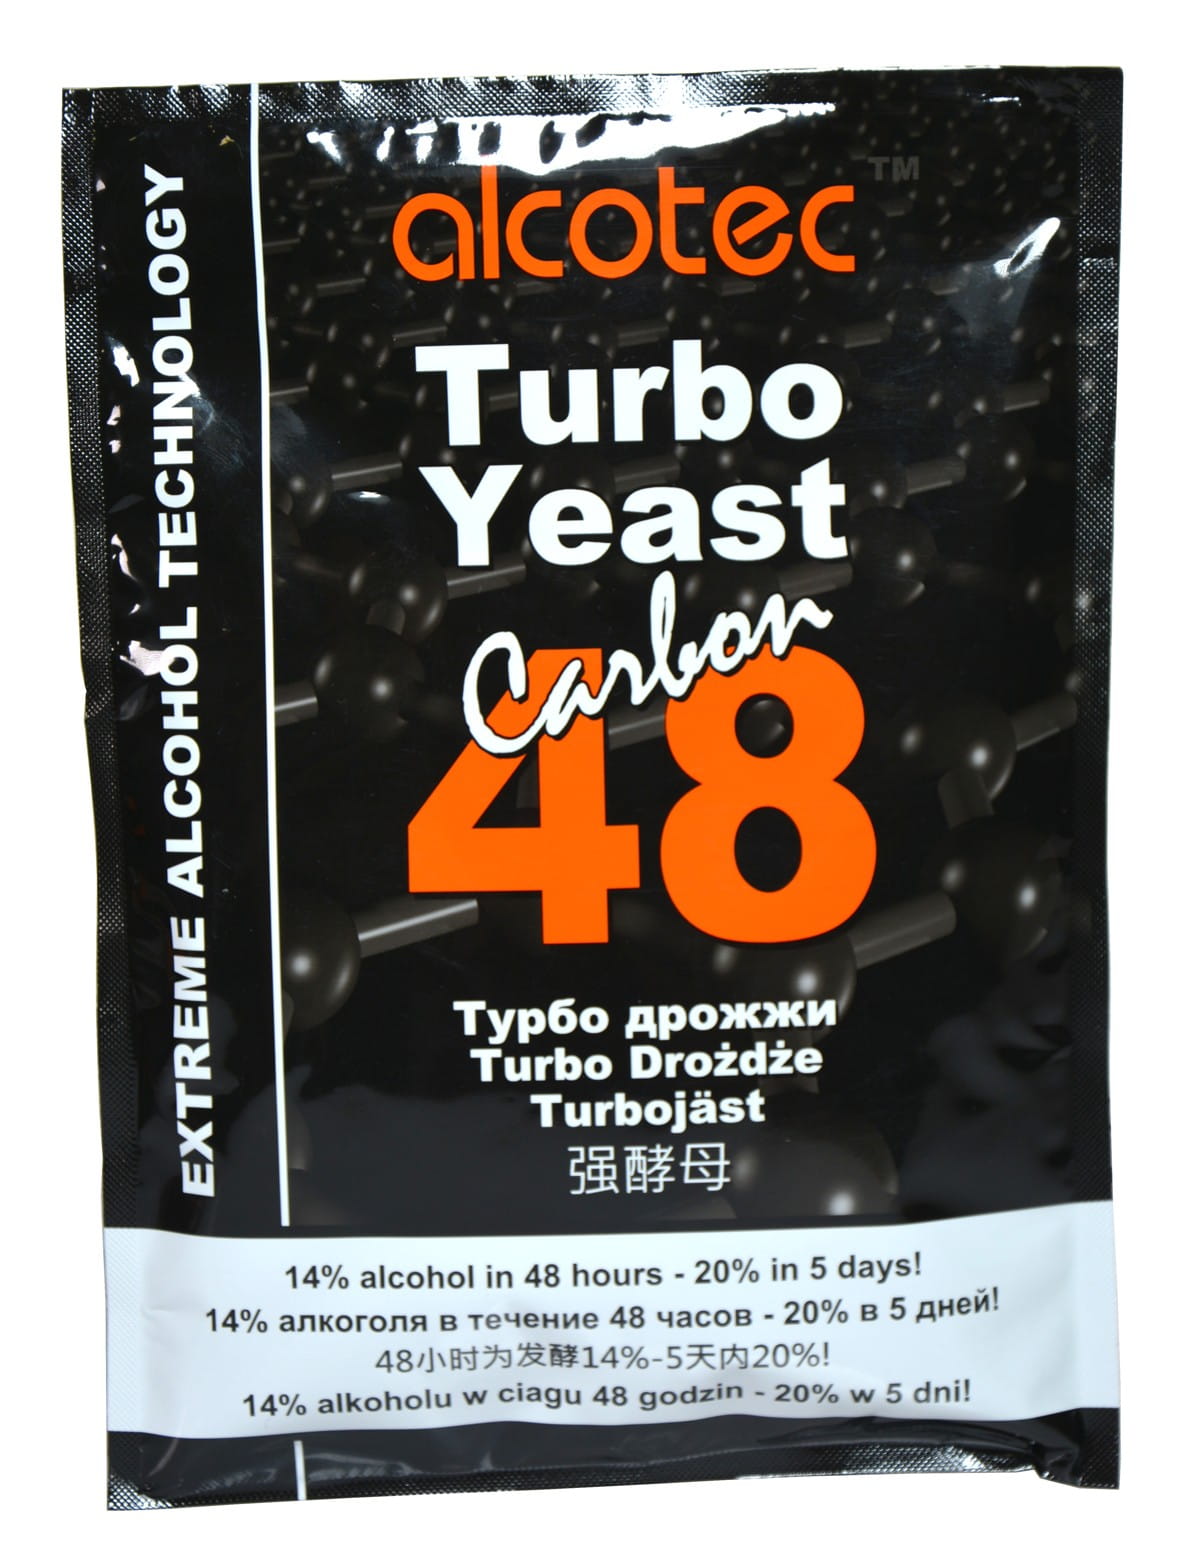 alcotec TM
Turbo
Yeast
Carbon
48
Турбо дрожжи
Turbo Drożdże
Turbojäst
强酵母
EXTREME ALCOHOL TECHNOLOGY
14% alcohol in 48 hours - 20% in 5 days!
14% алкоголя в течение 48 часов - 20% в 5 дней!
48小时为发酵14%-5天内20%!
14% alkoholu w ciagu 48 godzin - 20% w 5 dni!